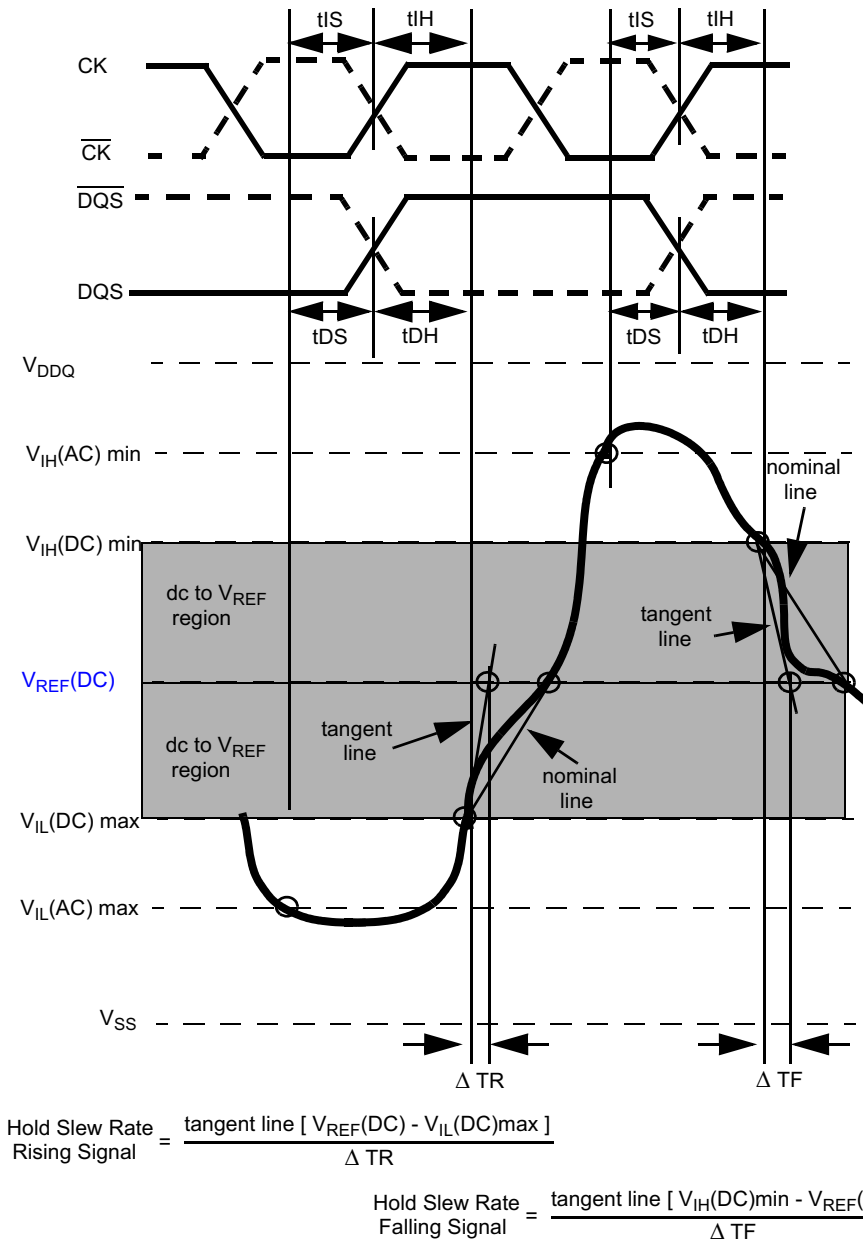 tIS tIH tIS tIH
CK
C̅K̅
D̅Q̅S̅
DQS
tDS tDH tDS tDH
VDDQ
VIH(AC) min
nominal
line
VIH(DC) min
dc to VREF
region
tangent
line
VREF(DC)
tangent
line
dc to VREF
region
nominal
line
VIL(DC) max
VIL(AC) max
VSS
Δ TR Δ TF
Hold Slew Rate
Rising Signal
=
tangent line [ VREF(DC) - VIL(DC)max ]
Δ TR
Hold Slew Rate
Falling Signal
=
tangent line [ VIH(DC)min - VREF(
Δ TF